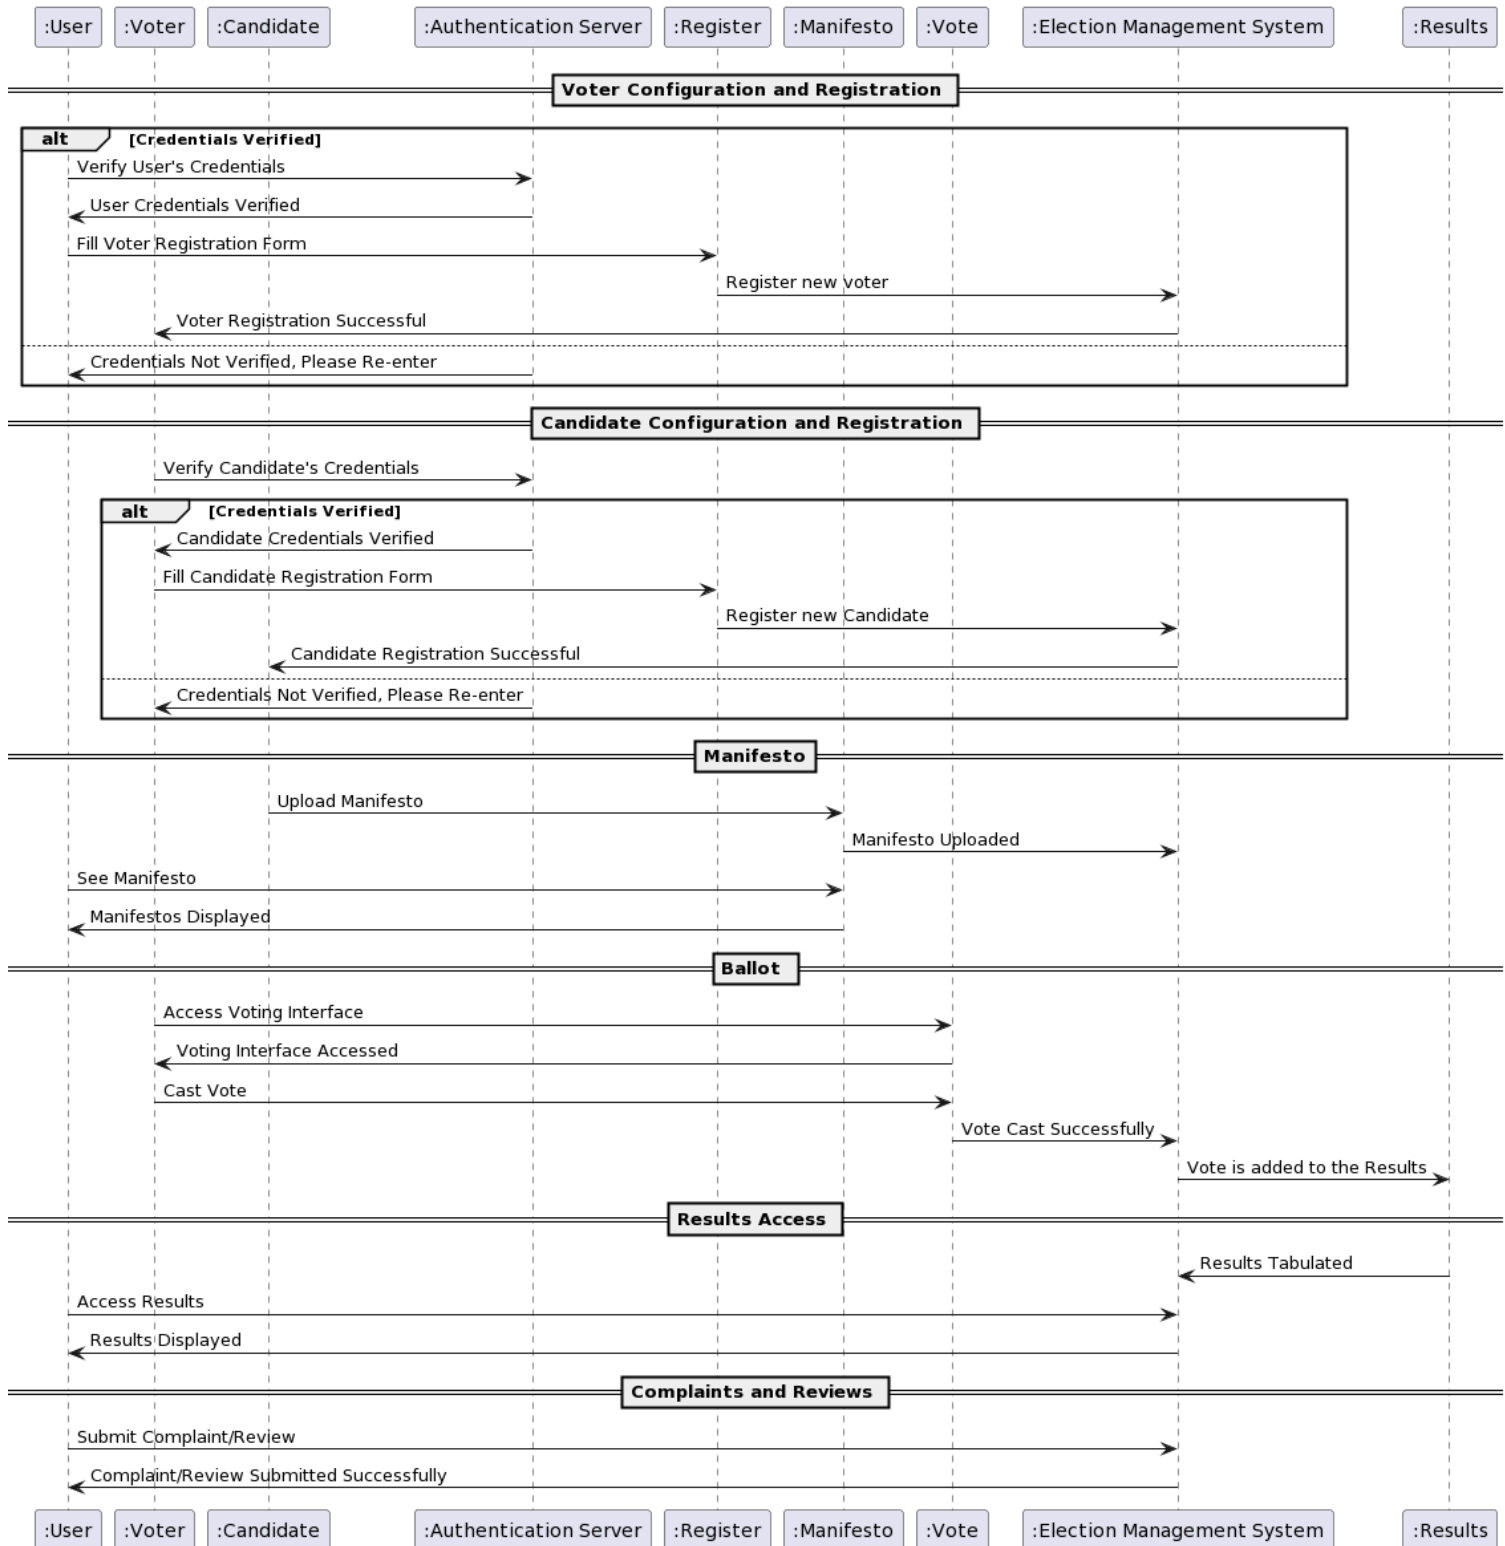 :User :Voter :Candidate :Authentication Server :Register :Manifesto :Vote :Election Management System :Results
Voter Configuration and Registration
alt [Credentials Verified]
Verify User's Credentials
User Credentials Verified
Fill Voter Registration Form
Register new voter
Voter Registration Successful
Credentials Not Verified, Please Re-enter
Candidate Configuration and Registration
Verify Candidate's Credentials
alt [Credentials Verified]
Candidate Credentials Verified
Fill Candidate Registration Form
Register new Candidate
Candidate Registration Successful
Credentials Not Verified, Please Re-enter
Manifesto
Upload Manifesto
Manifesto Uploaded
See Manifesto
Manifestos Displayed
Ballot
Access Voting Interface
Voting Interface Accessed
Cast Vote
Vote Cast Successfully
Vote is added to the Results
Results Access
Results Tabulated
Access Results
Results Displayed
Complaints and Reviews
Submit Complaint/Review
Complaint/Review Submitted Successfully
:User :Voter :Candidate :Authentication Server :Register :Manifesto :Vote :Election Management System :Results